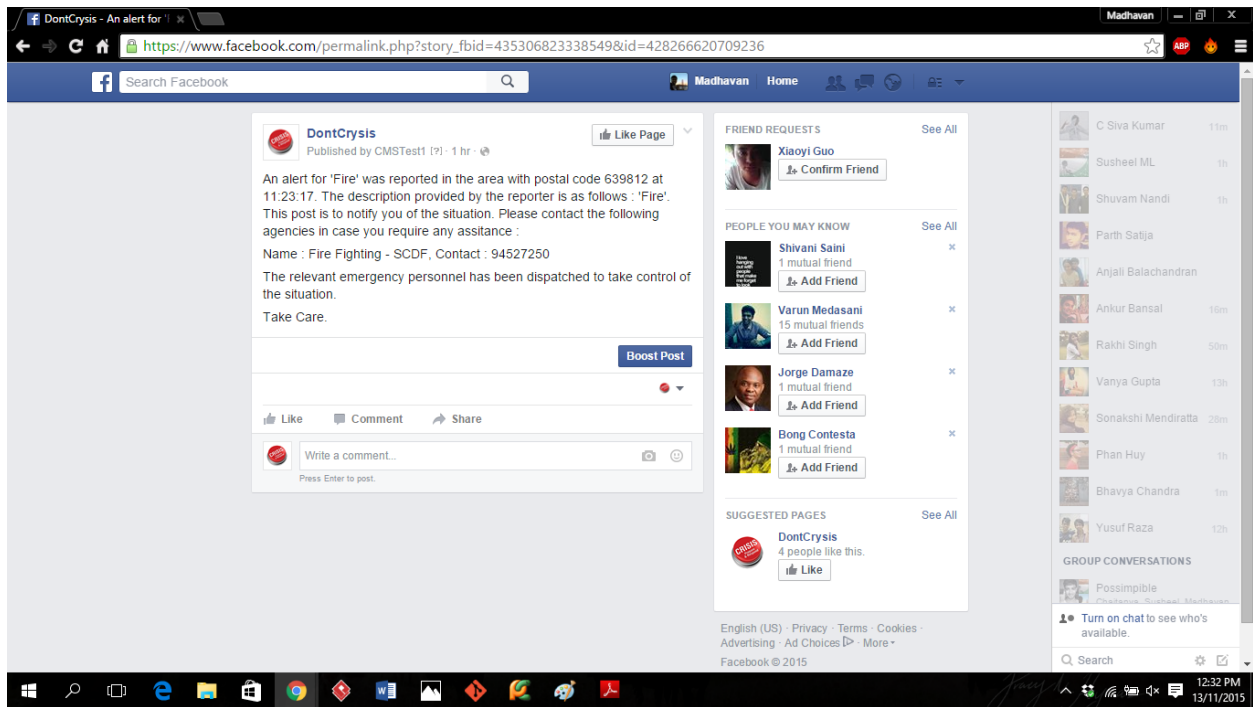 DontCrysis - An alert for '
Madhavan
https://www.facebook.com/permalink.php?story_fbid=435306823338549&id=428266620709236
ABP
Search Facebook
Madhavan Home
DontCrysis
Like Page
Published by CMSTest1 [?] · 1 hr ·
An alert for 'Fire' was reported in the area with postal code 639812 at
11:23:17. The description provided by the reporter is as follows : 'Fire'.
This post is to notify you of the situation. Please contact the following
agencies in case you require any assitance :
Name : Fire Fighting - SCDF, Contact : 94527250
The relevant emergency personnel has been dispatched to take control of
the situation.
Take Care.
Boost Post
Like Comment Share
Write a comment...
Press Enter to post.
FRIEND REQUESTS See All
Xiaoyi Guo
Confirm Friend
PEOPLE YOU MAY KNOW See All
Shivani Saini
1 mutual friend
Add Friend
Varun Medasani
15 mutual friends
Add Friend
Jorge Damaze
1 mutual friend
Add Friend
Bong Contesta
1 mutual friend
Add Friend
SUGGESTED PAGES See All
CRISIS
DontCrysis
4 people like this.
Like
English (US) · Privacy · Terms · Cookies ·
Advertising · Ad Choices · More
Facebook © 2015
C Siva Kumar 11m
Susheel ML 1h
Shuvam Nandi 1h
Parth Satija
Anjali Balachandran
Ankur Bansal 16m
Rakhi Singh 50m
Vanya Gupta 13h
Sonakshi Mendiratta 28m
Phan Huy 1h
Bhavya Chandra 1m
Yusuf Raza 12h
GROUP CONVERSATIONS
Possimpible
Chaitanya, Susheel, Madhavan
Turn on chat to see who's
available.
Search
12:32 PM
13/11/2015